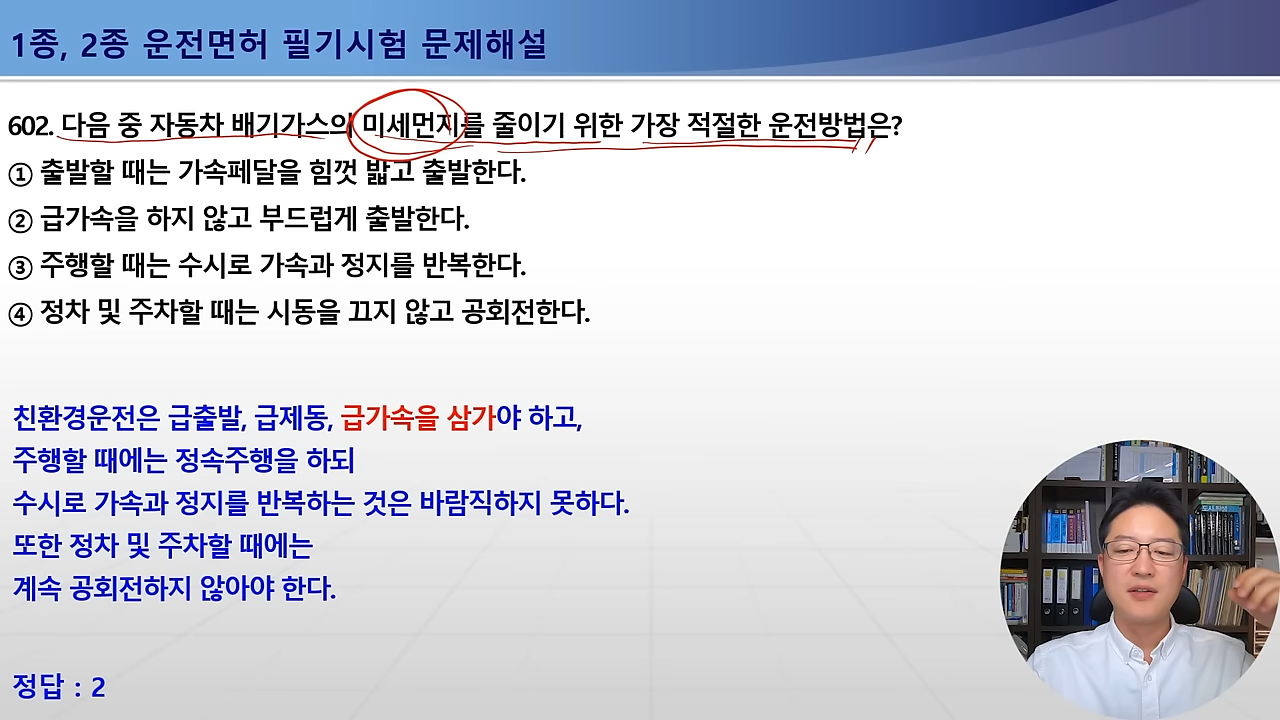 1종, 2종 운전면허 필기시험 문제해설
602. 다음 중 자동차 배기가스의 미세먼지를 줄이기 위한 가장 적절한 운전방법은?
① 출발할 때는 가속페달을 힘껏 밟고 출발한다.
② 급가속을 하지 않고 부드럽게 출발한다.
③ 주행할 때는 수시로 가속과 정지를 반복한다.
④ 정차 및 주차할 때는 시동을 끄지 않고 공회전한다.
친환경운전은 급출발, 급제동, 급가속을 삼가야 하고,
주행할 때에는 정속주행을 하되
수시로 가속과 정지를 반복하는 것은 바람직하지 못하다.
또한 정차 및 주차할 때에는
계속 공회전하지 않아야 한다.
정답 : 2